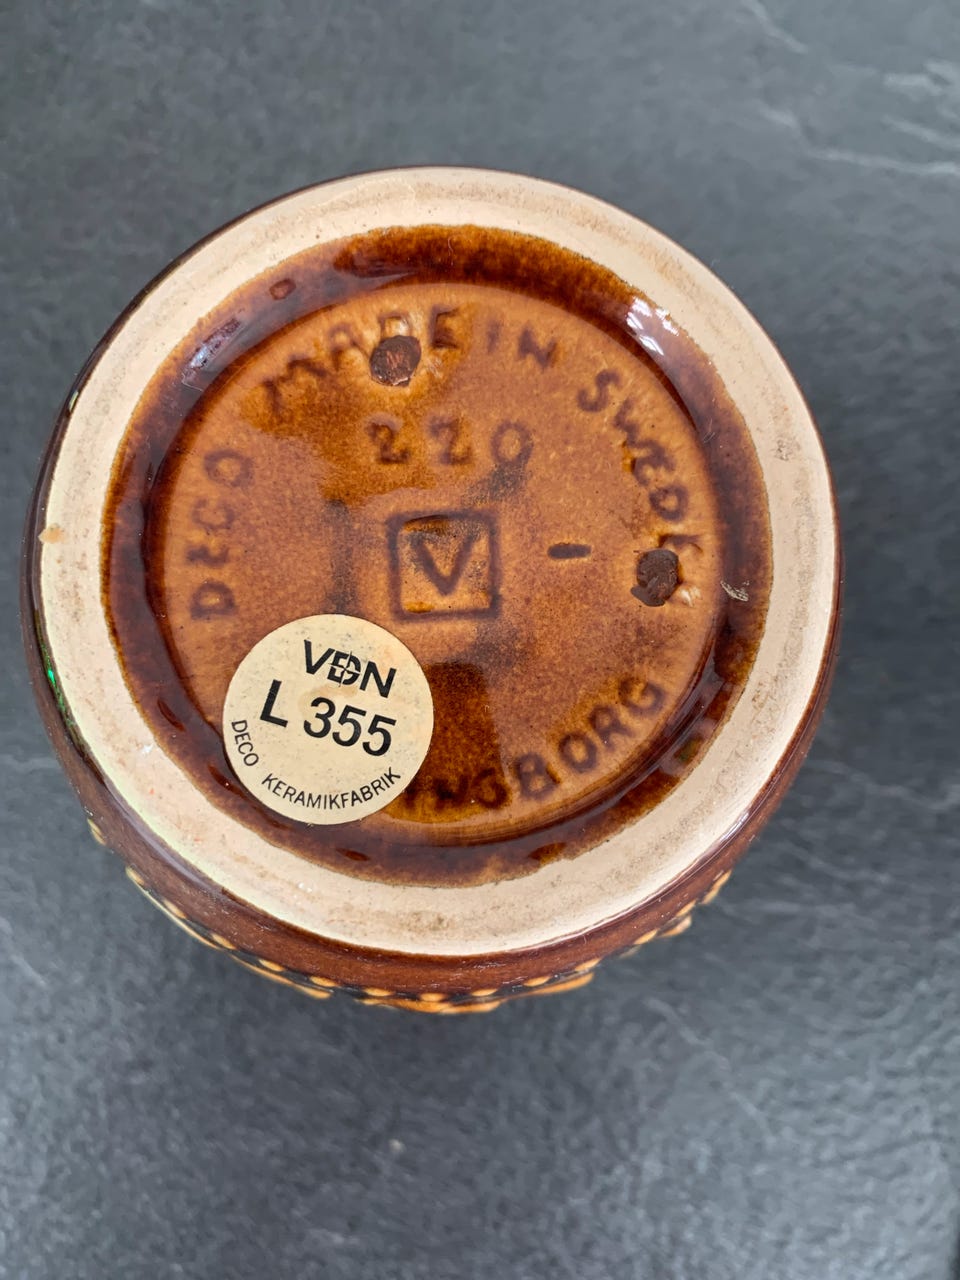 DECO MADE IN SWEDEN
220
V
-
VDN
L 355
DECO KERAMIKFABRIK